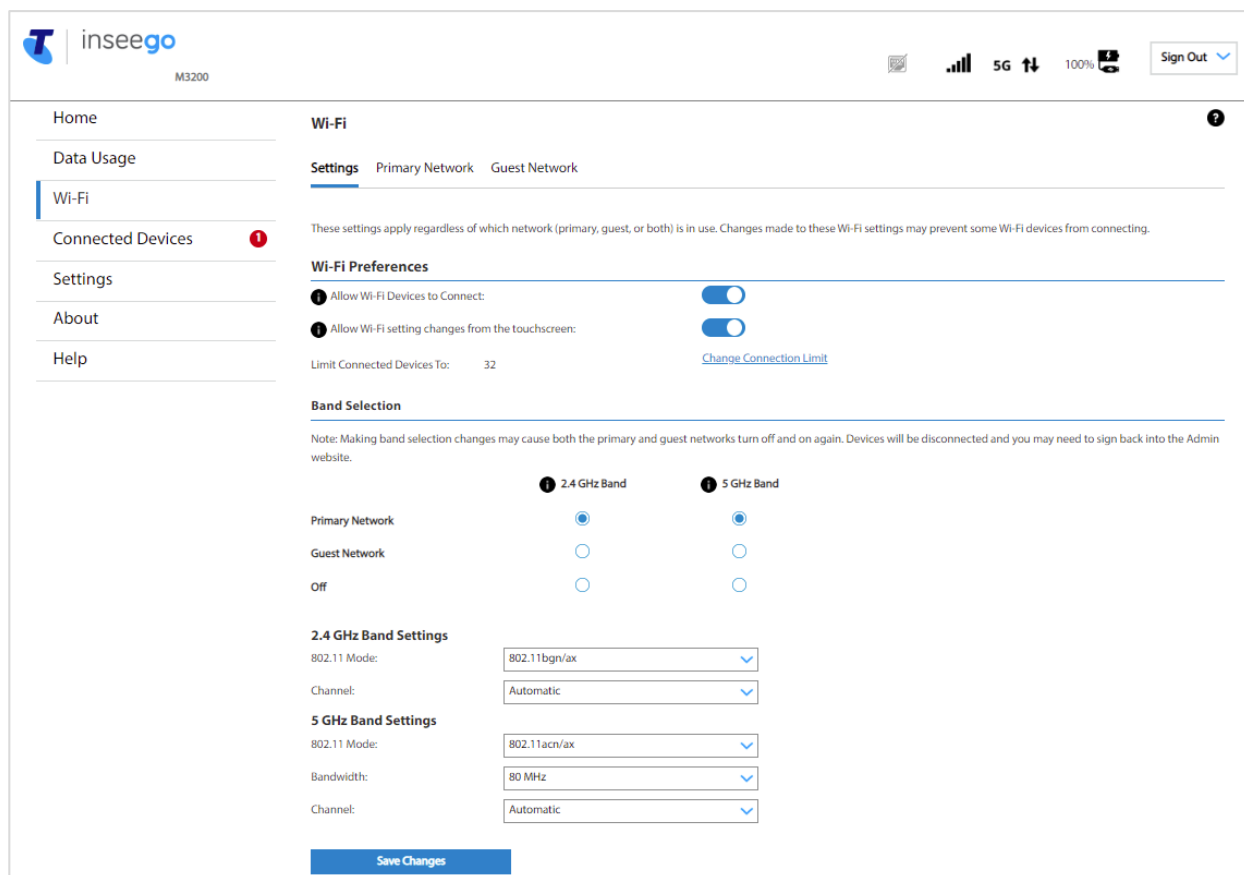 T inseego
M3200
5G 100% Sign Out
Home
Data Usage
Wi-Fi
Connected Devices 1
Settings
About
Help
Wi-Fi ?
Settings Primary Network Guest Network
These settings apply regardless of which network (primary, guest, or both) is in use. Changes made to these Wi-Fi settings may prevent some Wi-Fi devices from connecting.
Wi-Fi Preferences
i Allow Wi-Fi Devices to Connect:
i Allow Wi-Fi setting changes from the touchscreen:
Limit Connected Devices To: 32 Change Connection Limit
Band Selection
Note: Making band selection changes may cause both the primary and guest networks turn off and on again. Devices will be disconnected and you may need to sign back into the Admin
website.
i 2.4 GHz Band i 5 GHz Band
Primary Network
Guest Network
Off
2.4 GHz Band Settings
802.11 Mode: 802.11bgn/ax
Channel: Automatic
5 GHz Band Settings
802.11 Mode: 802.11acn/ax
Bandwidth: 80 MHz
Channel: Automatic
Save Changes